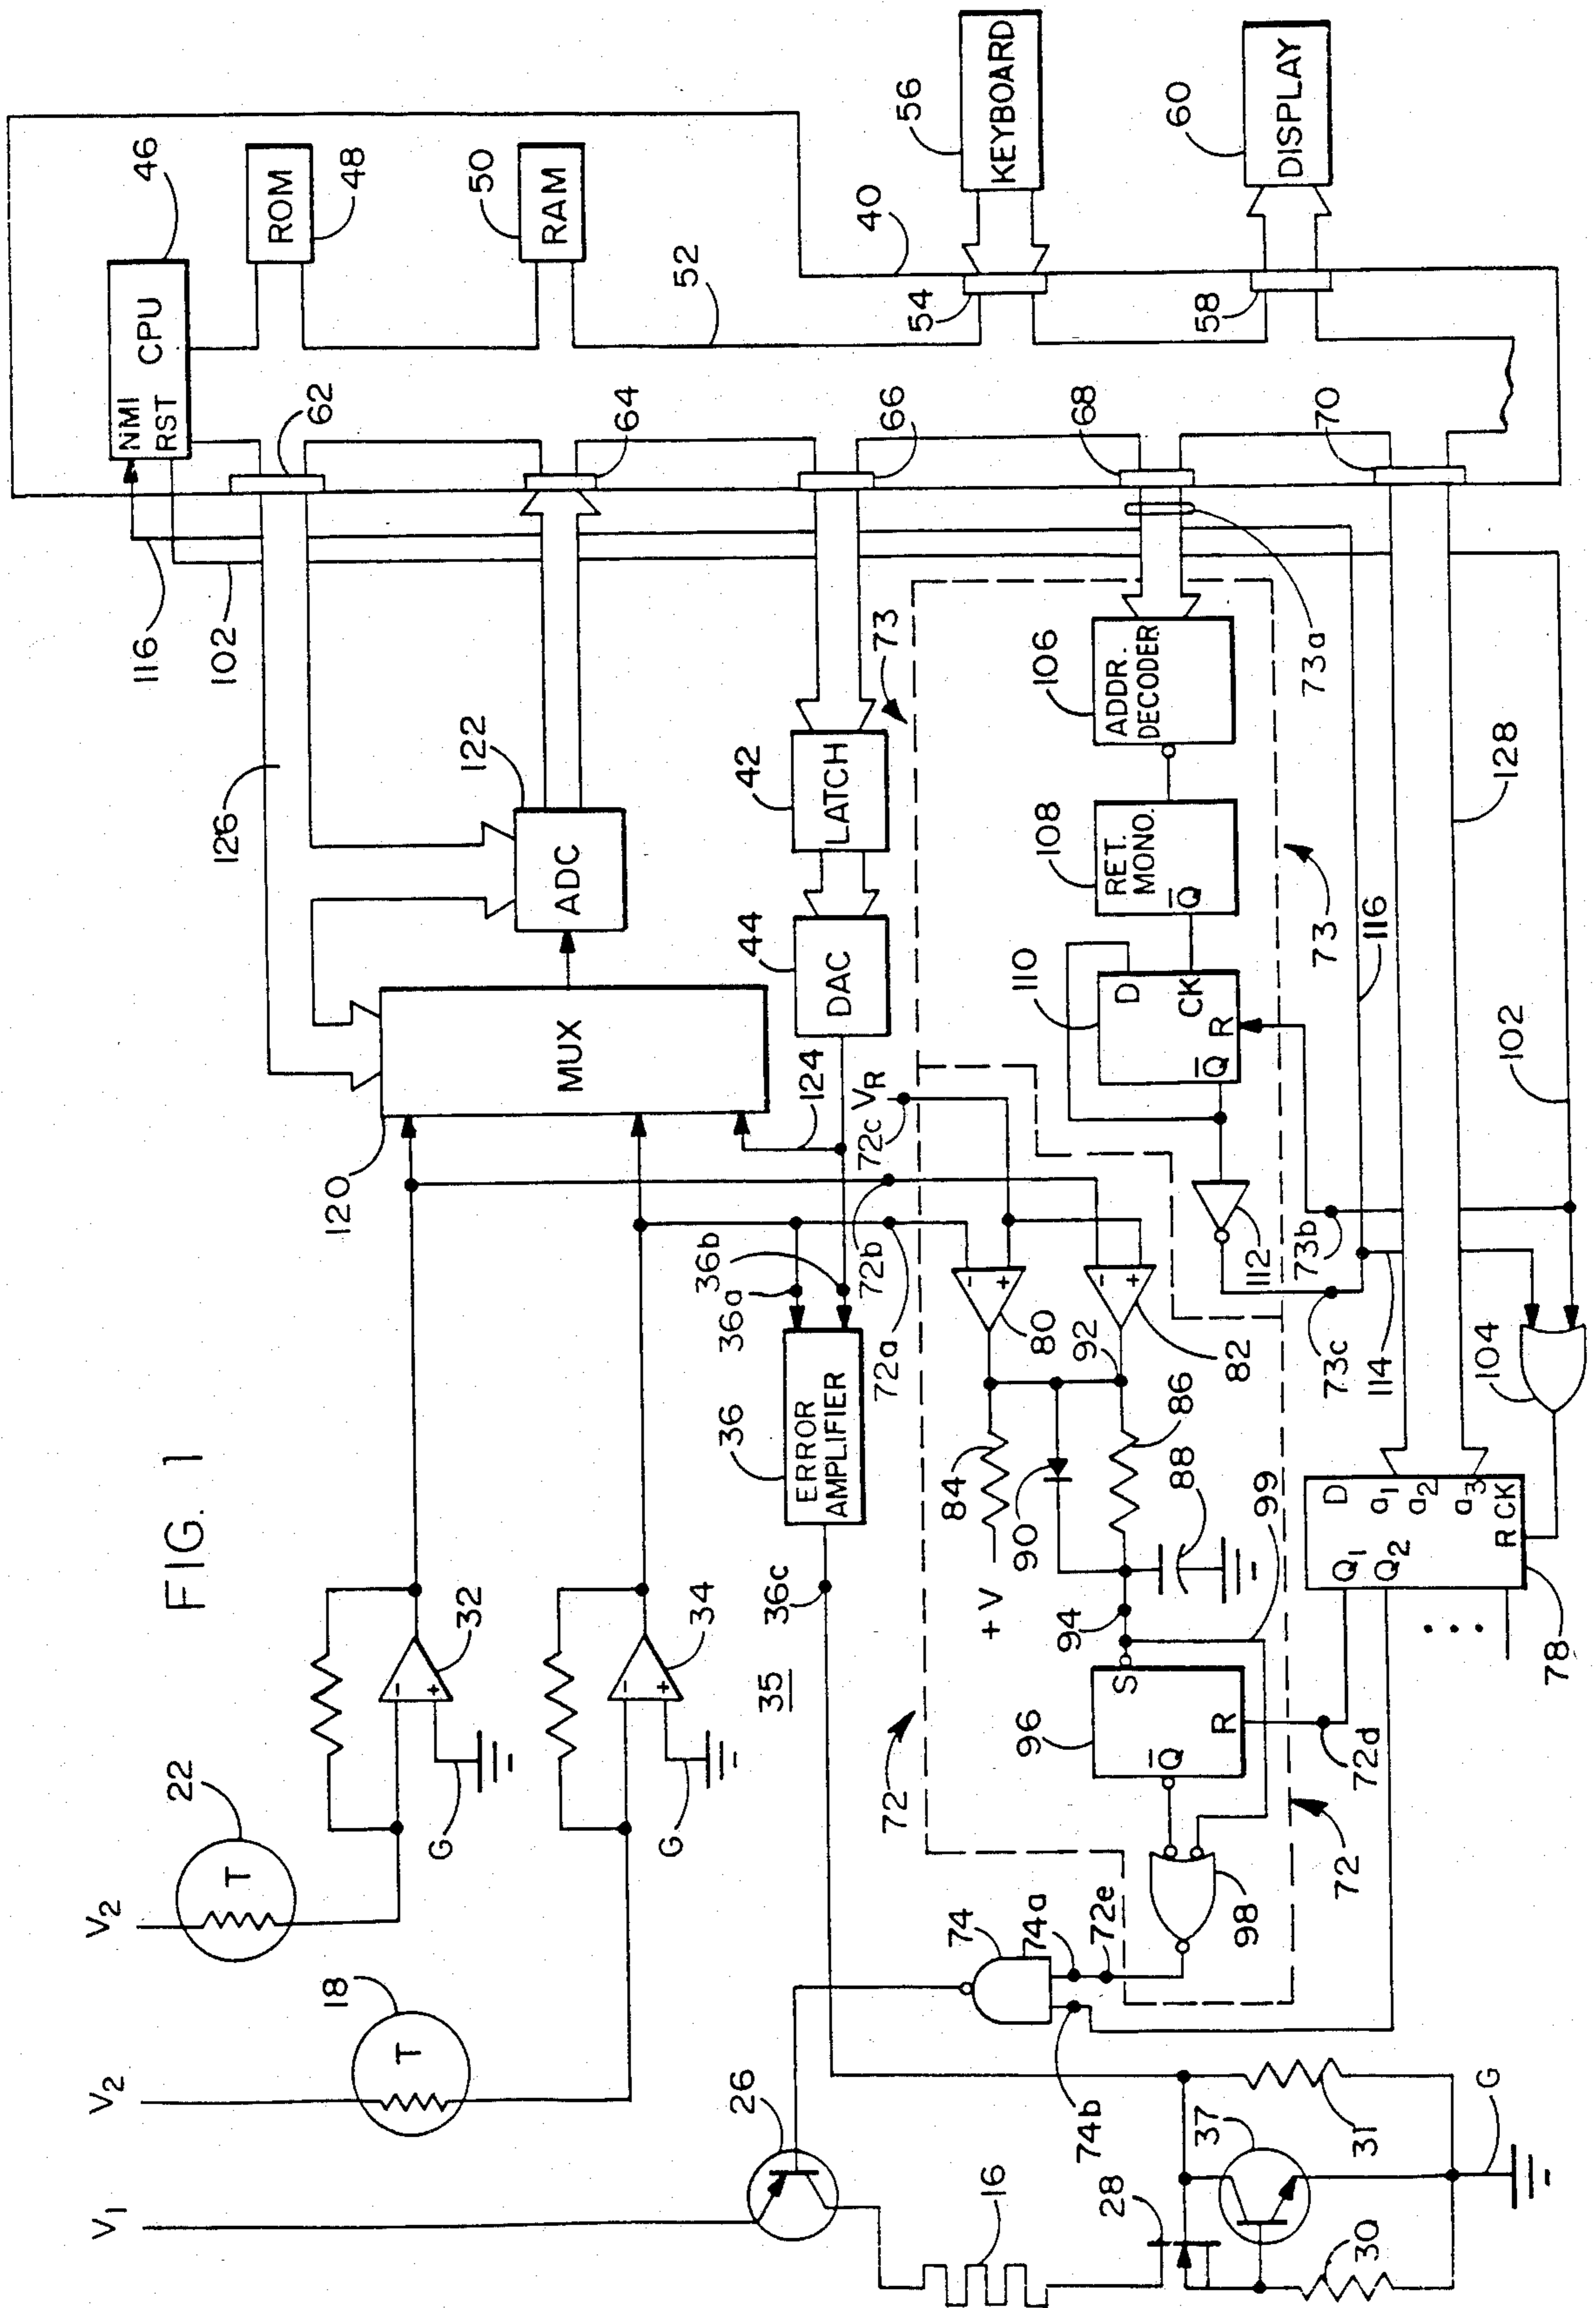 FIG. 1
V1
V2
V2
18
T
22
T
G
G
32
34
35
26
16
28
37
30
31
G
36
ERROR
AMPLIFIER
36a
36b
36c
120
MUX
122
ADC
126
124
44
DAC
42
LATCH
116
102
46
NMI
RST
CPU
ROM
48
50
RAM
52
40
54
56
KEYBOARD
58
60
DISPLAY
62
64
66
68
70
72
72
72a
72b
72c
VR
72d
72e
73
73
73a
73b
73c
74
74a
74b
-
+
80
-
+
82
84
+V
86
88
90
92
94
96
S
R
Q
98
99
106
ADDR.
DECODER
108
RET.
MONO.
Q
110
D
CK
R
Q
112
114
116
128
102
104
78
D
Q1
Q2
a1
a2
a3
R
CK